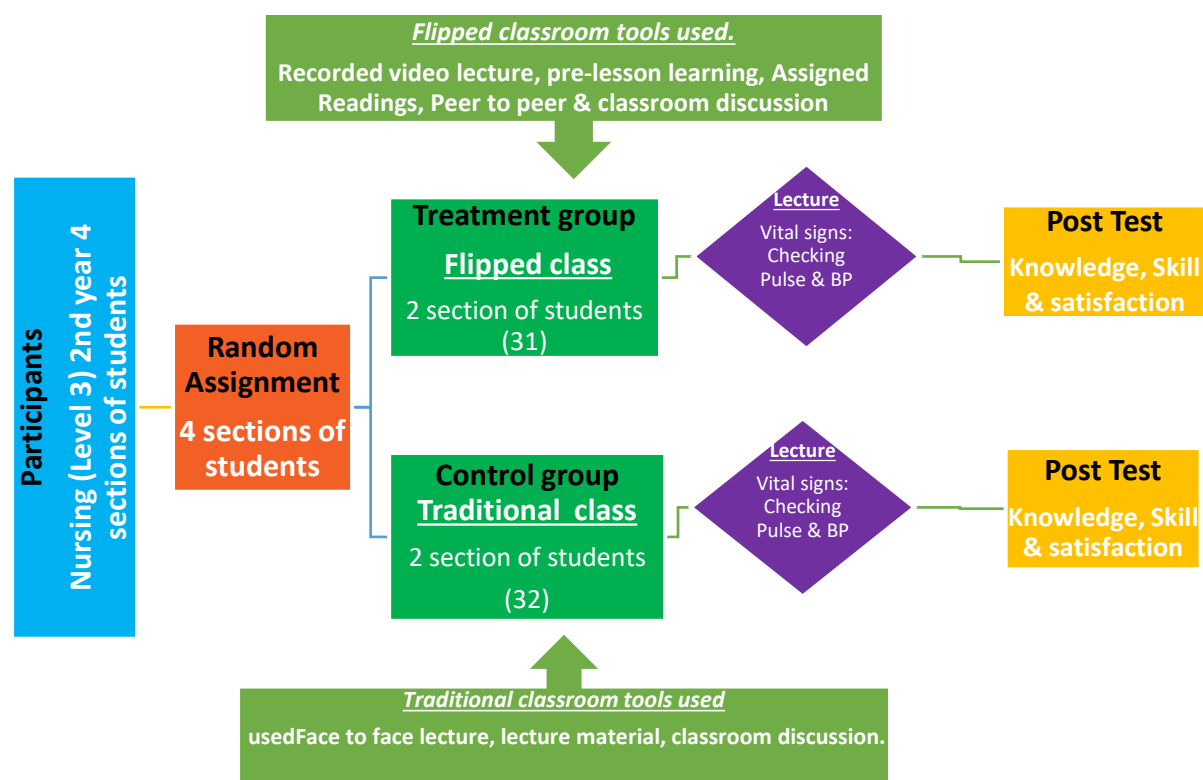 Flipped classroom tools used.
Recorded video lecture, pre-lesson learning, Assigned
Readings, Peer to peer & classroom discussion
Participants
Nursing (Level 3) 2nd year 4
sections of students
Random
Assignment
4 sections of
students
Treatment group
Flipped class
2 section of students
(31)
Lecture
Vital signs:
Checking
Pulse & BP
Post Test
Knowledge, Skill
& satisfaction
Control group
Traditional class
2 section of students
(32)
Lecture
Vital signs:
Checking
Pulse & BP
Post Test
Knowledge, Skill
& satisfaction
Traditional classroom tools used
usedFace to face lecture, lecture material, classroom discussion.